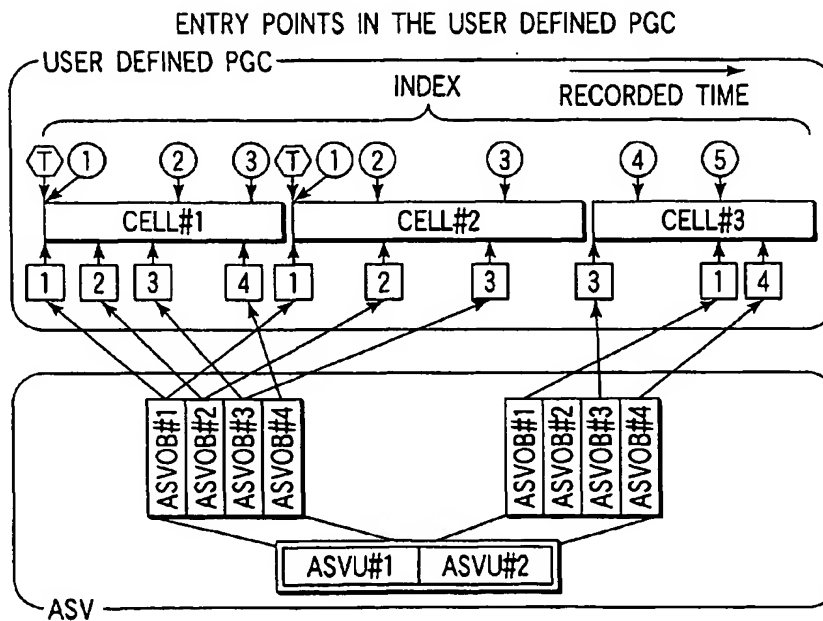 ENTRY POINTS IN THE USER DEFINED PGC
USER DEFINED PGC
INDEX
RECORDED TIME
T 1 2 3 T 1 2 3 4 5
CELL#1 CELL#2 CELL#3
1 2 3 4 1 2 3 3 1 4
ASVOB#1 ASVOB#2 ASVOB#3 ASVOB#4 ASVOB#1 ASVOB#2 ASVOB#3 ASVOB#4
ASVU#1 ASVU#2
ASV